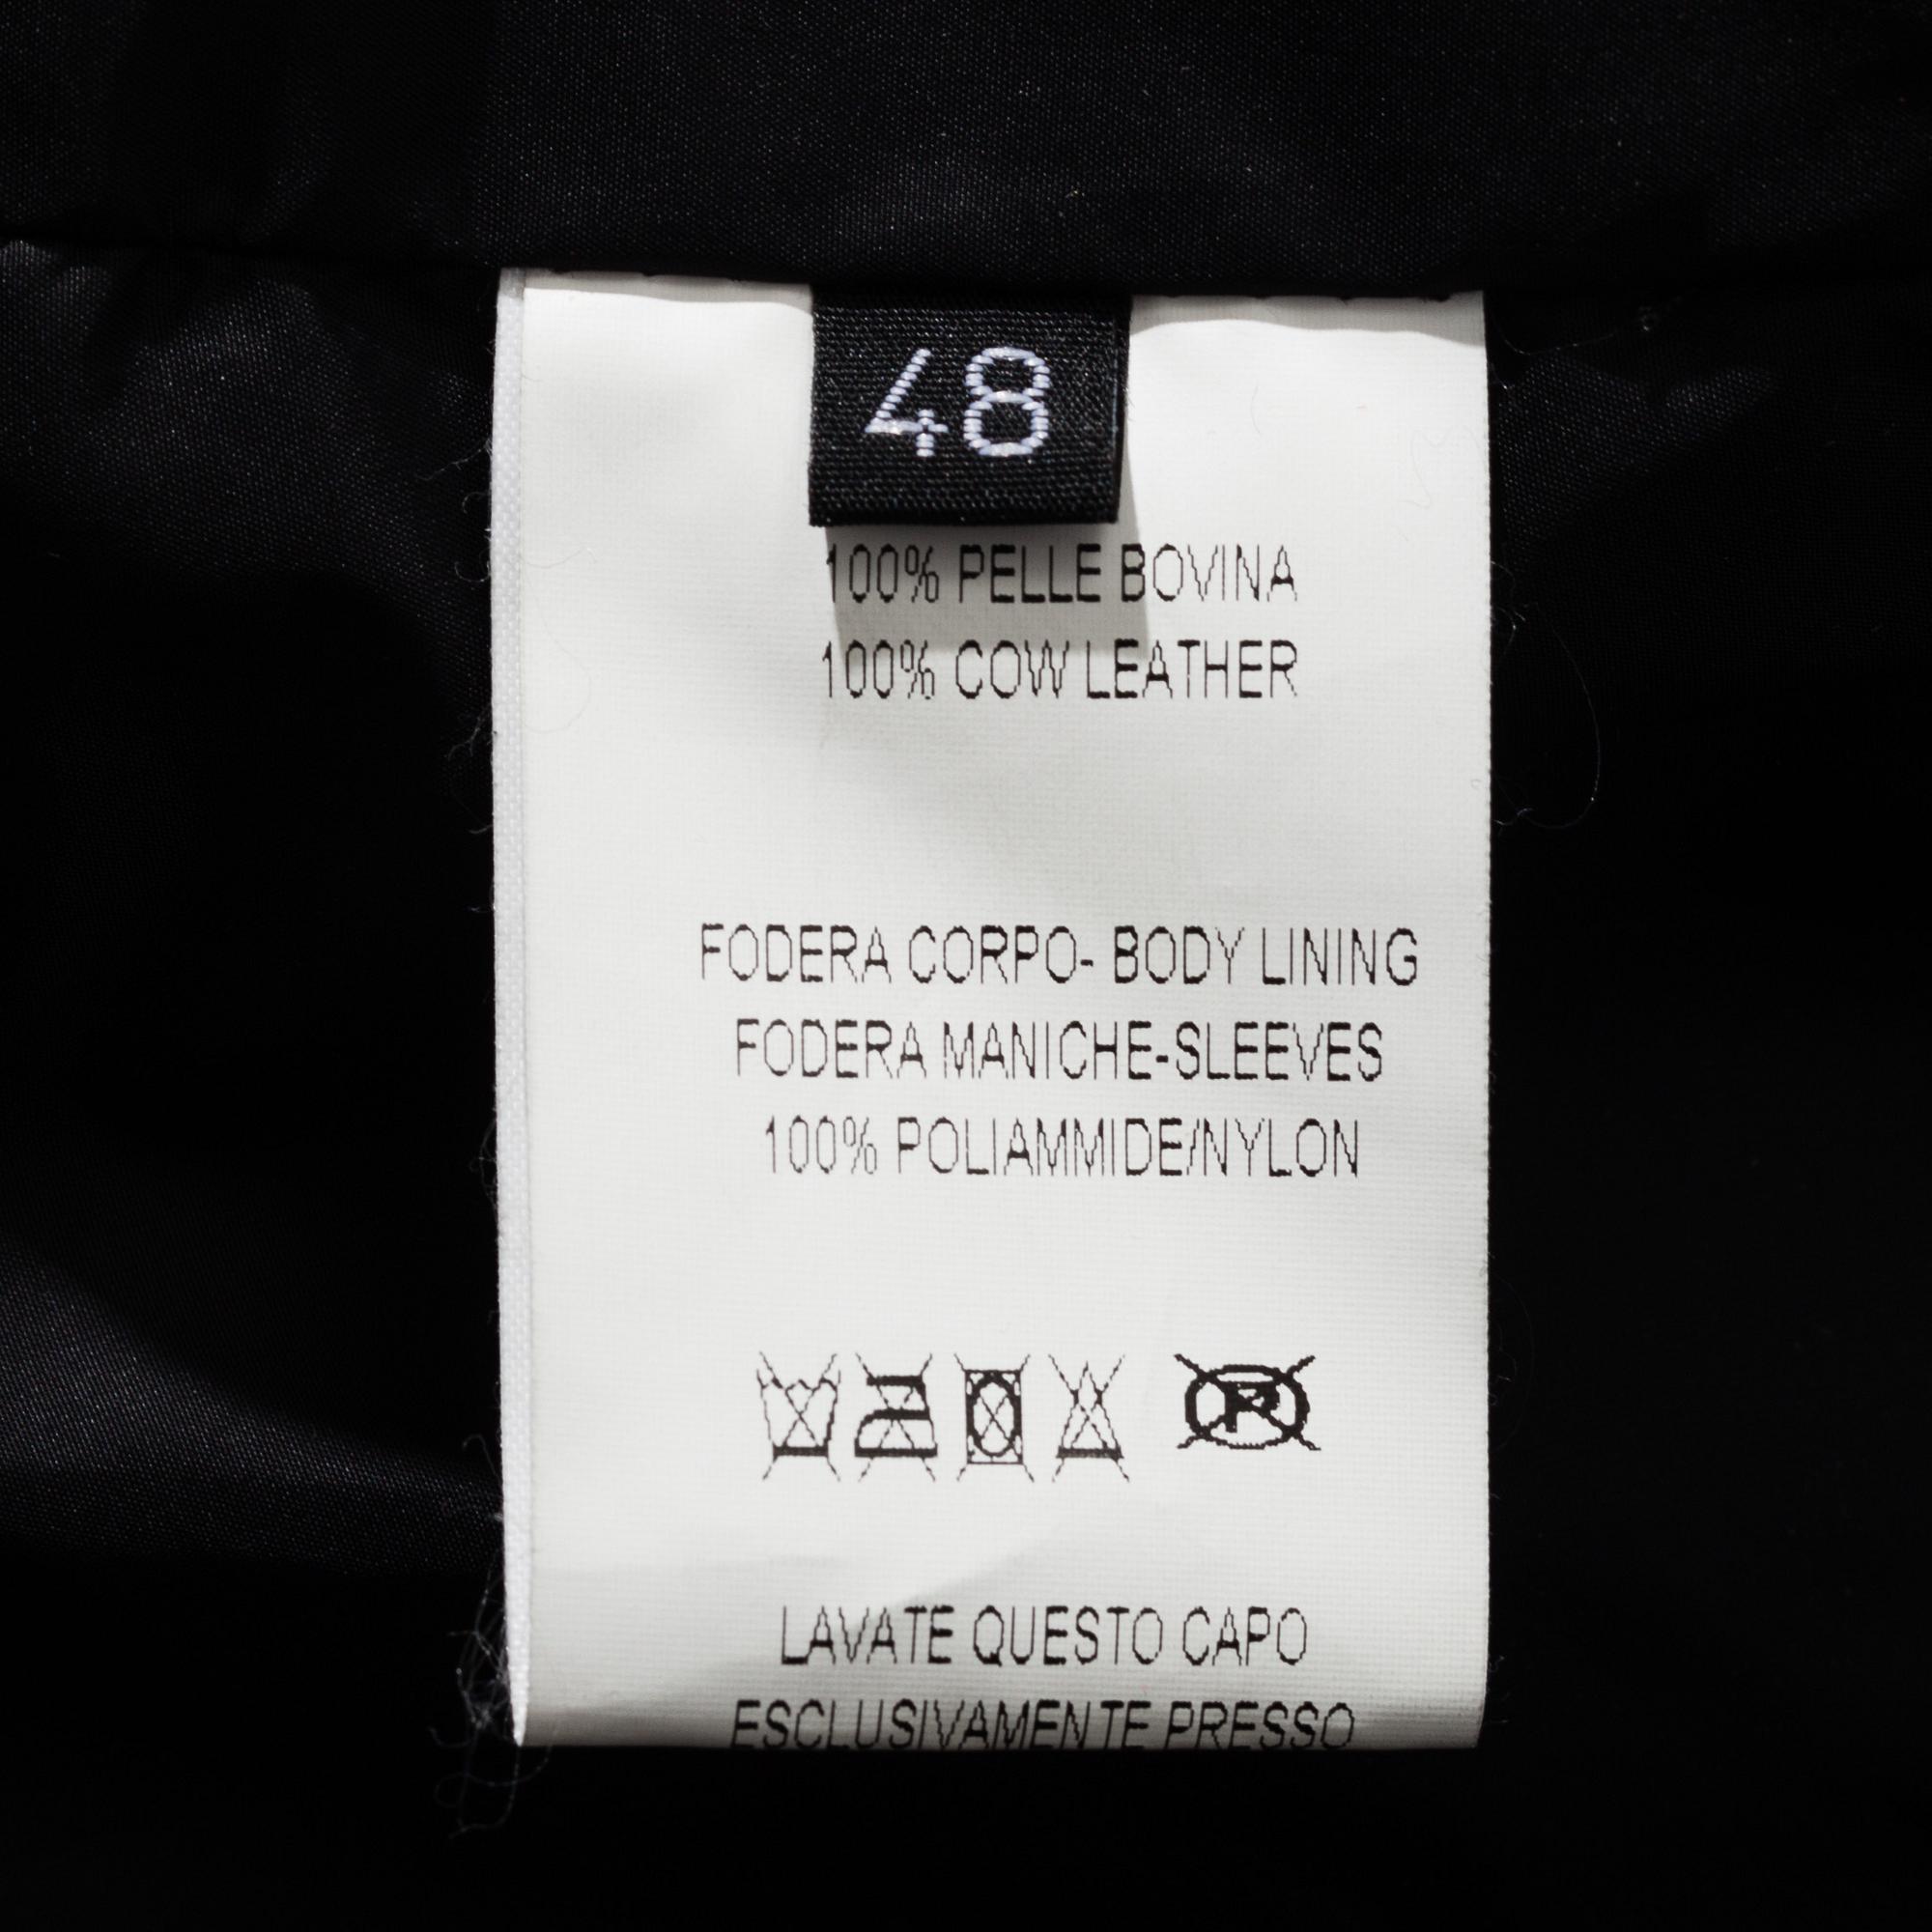 48
100% PELLE BOVINA
100% COW LEATHER
FODERA CORPO- BODY LINING
FODERA MANICHE-SLEEVES
100% POLIAMMIDE/NYLON
P
LAVATE QUESTO CAPO
ESCLUSIVAMENTE PRESSO